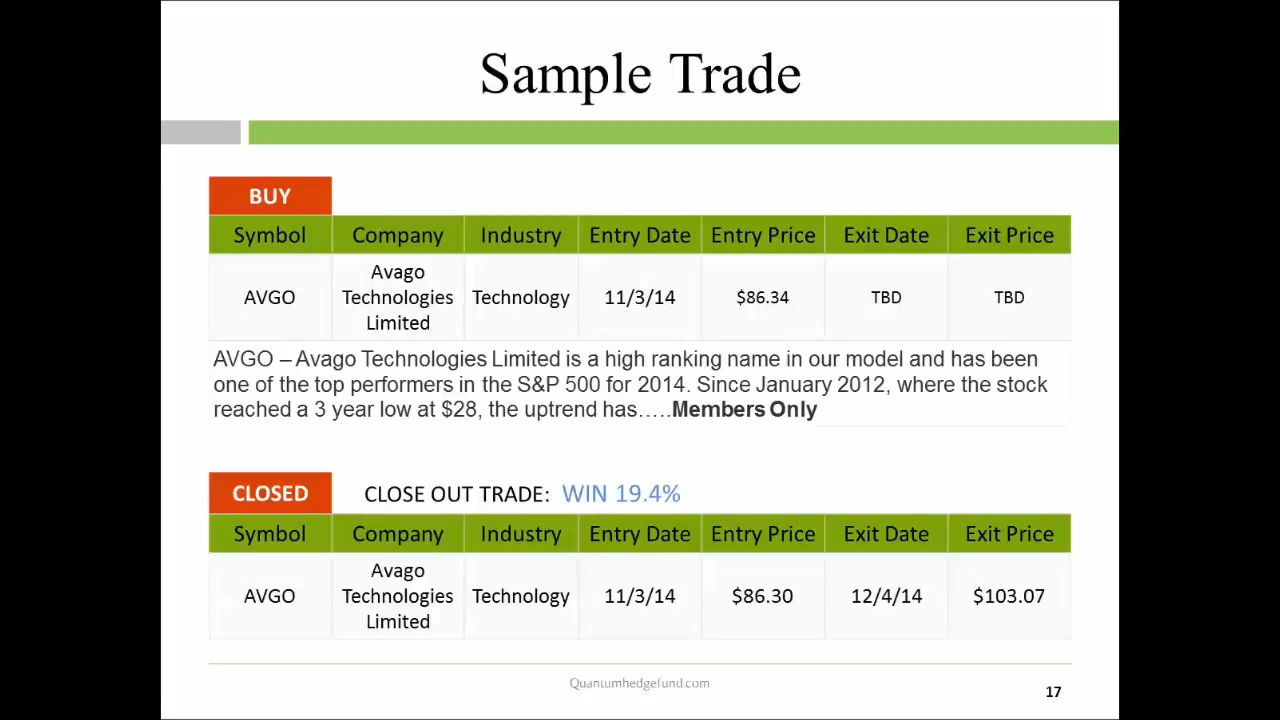 Sample Trade
BUY
Symbol Company Industry Entry Date Entry Price Exit Date Exit Price
AVGO Avago Technologies Limited Technology 11/3/14 $86.34 TBD TBD
AVGO – Avago Technologies Limited is a high ranking name in our model and has been
one of the top performers in the S&P 500 for 2014. Since January 2012, where the stock
reached a 3 year low at $28, the uptrend has…..Members Only
CLOSED CLOSE OUT TRADE: WIN 19.4%
Symbol Company Industry Entry Date Entry Price Exit Date Exit Price
AVGO Avago Technologies Limited Technology 11/3/14 $86.30 12/4/14 $103.07
Quantumhedgefund.com
17